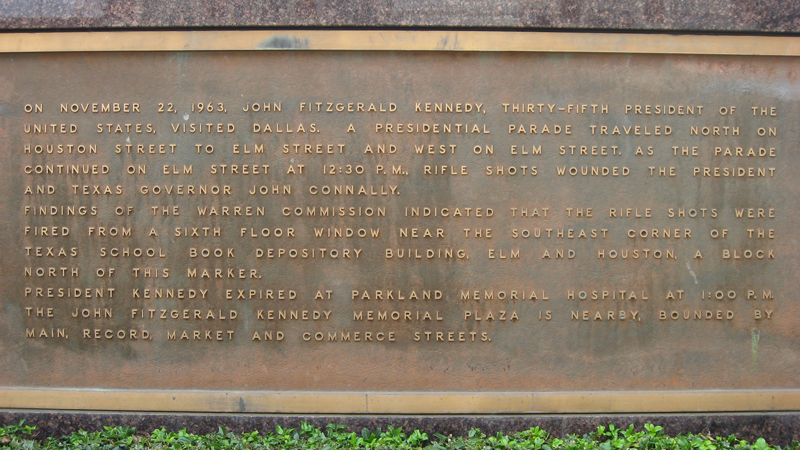 ON NOVEMBER 22, 1963, JOHN FITZGERALD KENNEDY, THIRTY-FIFTH PRESIDENT OF THE
UNITED STATES, VISITED DALLAS. A PRESIDENTIAL PARADE TRAVELED NORTH ON
HOUSTON STREET TO ELM STREET AND WEST ON ELM STREET. AS THE PARADE
CONTINUED ON ELM STREET AT 12:30 P.M., RIFLE SHOTS WOUNDED THE PRESIDENT
AND TEXAS GOVERNOR JOHN CONNALLY.
FINDINGS OF THE WARREN COMMISSION INDICATED THAT THE RIFLE SHOTS WERE
FIRED FROM A SIXTH FLOOR WINDOW NEAR THE SOUTHEAST CORNER OF THE
TEXAS SCHOOL BOOK DEPOSITORY BUILDING, ELM AND HOUSTON, A BLOCK
NORTH OF THIS MARKER.
PRESIDENT KENNEDY EXPIRED AT PARKLAND MEMORIAL HOSPITAL AT 1:00 P.M.
THE JOHN FITZGERALD KENNEDY MEMORIAL PLAZA IS NEARBY, BOUNDED BY
MAIN, RECORD, MARKET AND COMMERCE STREETS.